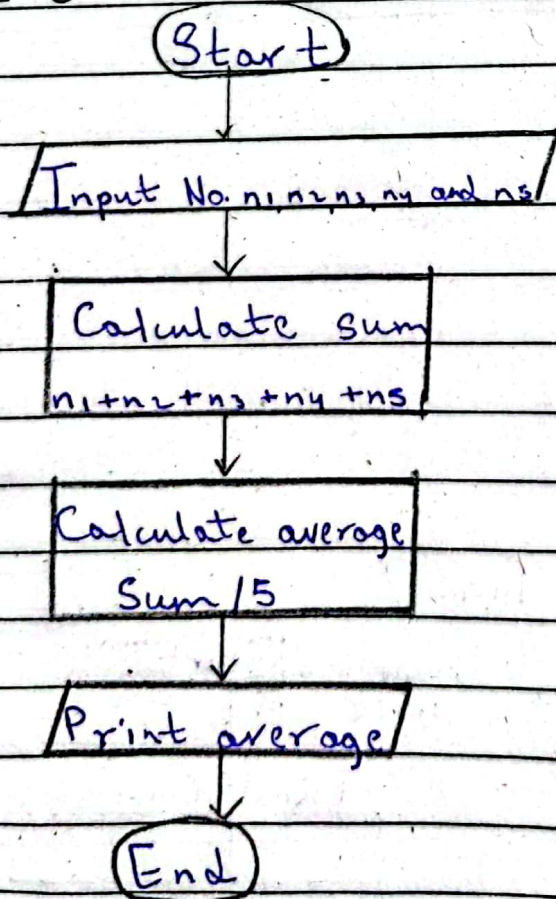 Start
Input No. n1, n2, n3, n4 and n5
Calculate sum
n1+n2+n3+n4+n5
Calculate average
Sum/5
Print average
End